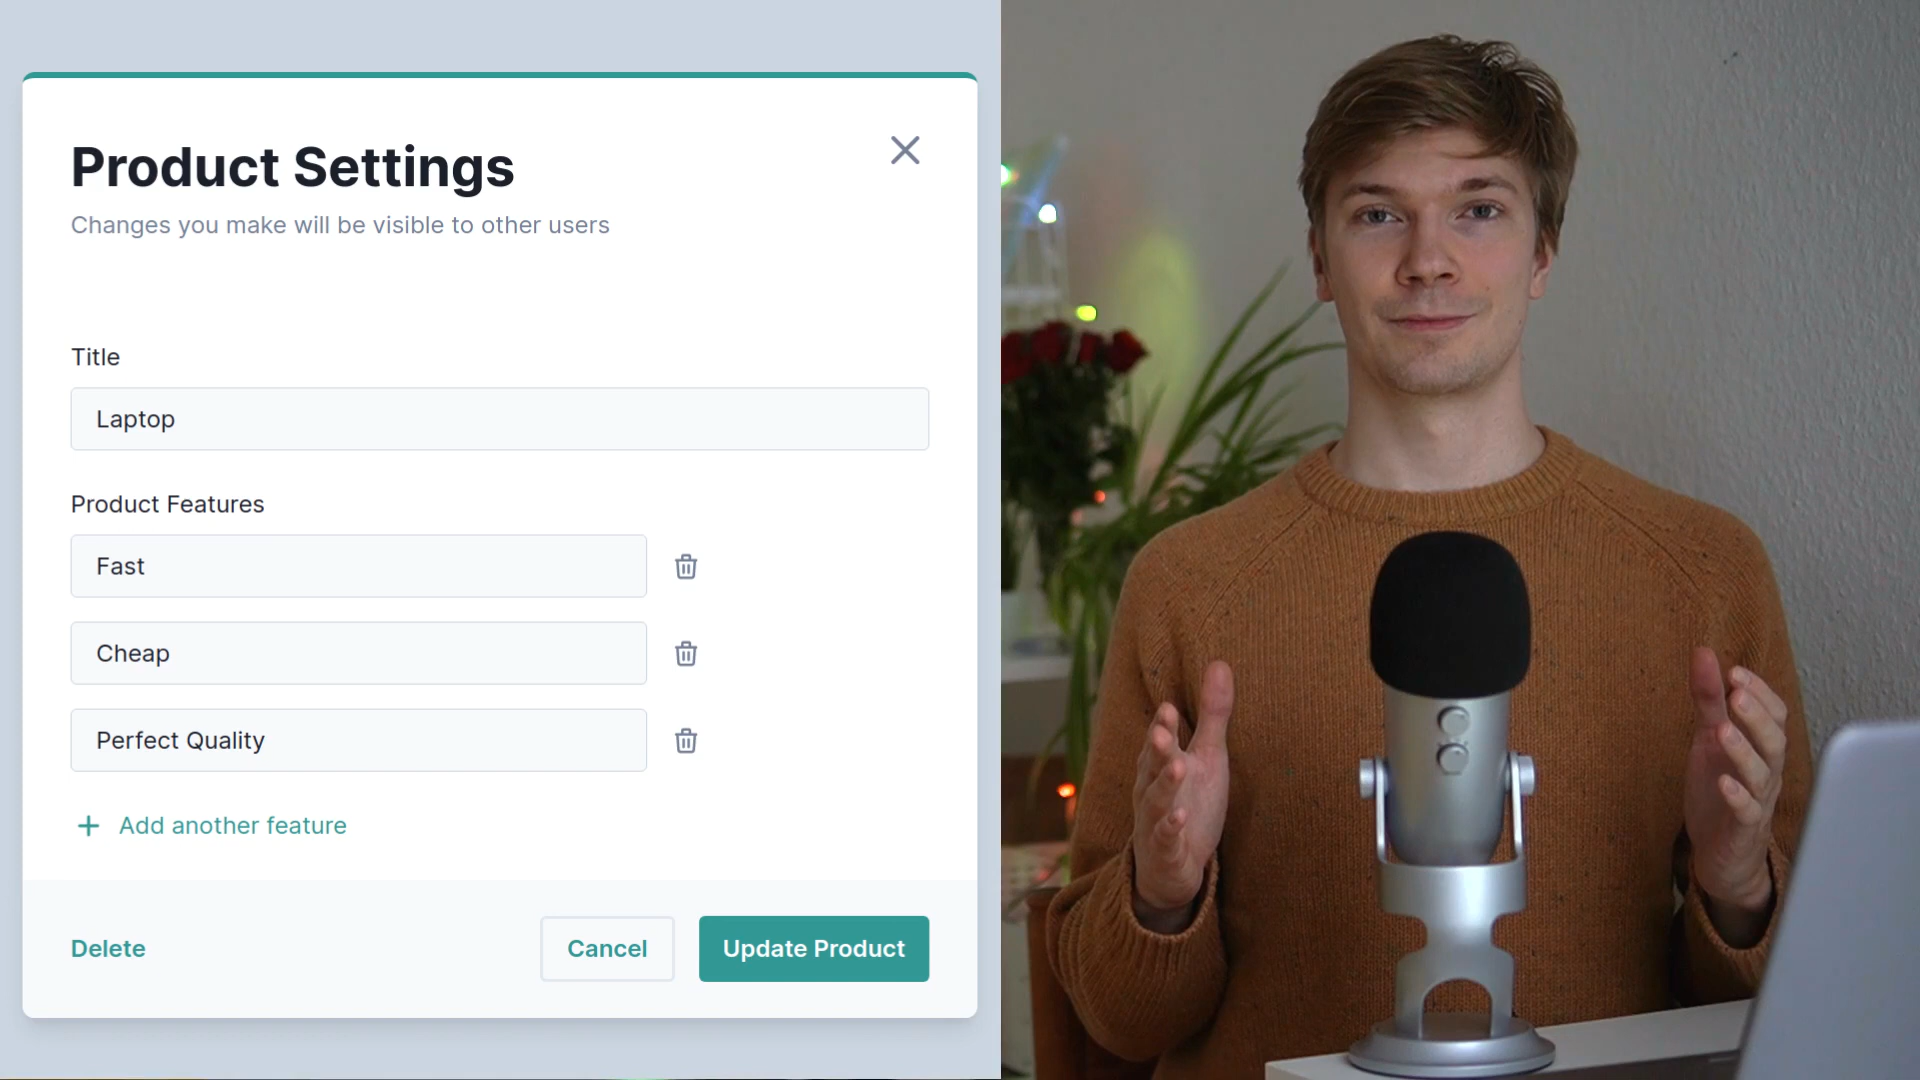 Product Settings
Changes you make will be visible to other users
Title
Laptop
Product Features
Fast
Cheap
Perfect Quality
Add another feature
Delete
Cancel
Update Product